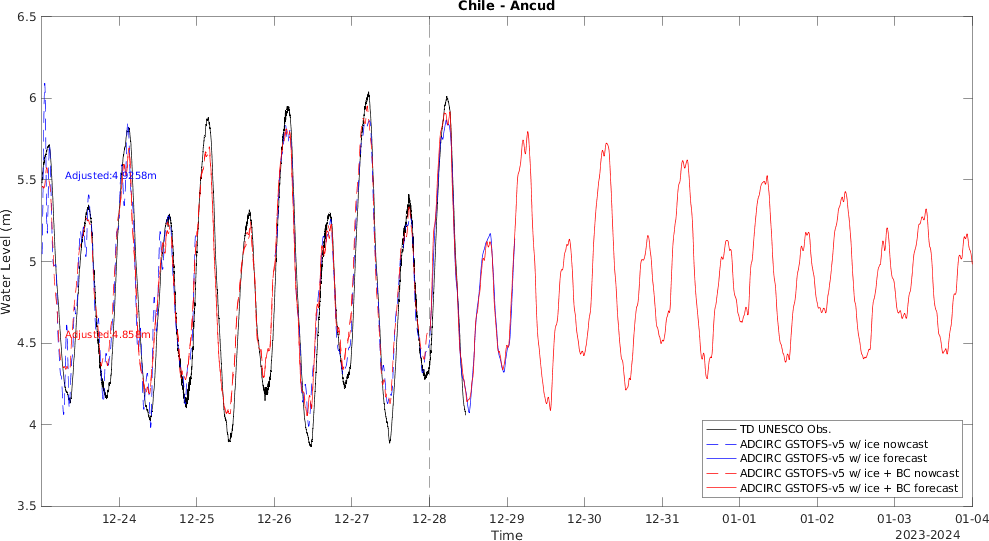 Chile - Ancud
6.5
6
5.5
5
4.5
4
3.5
Water Level (m)
Adjusted:4.9258m
Adjusted:4.858m
TD UNESCO Obs.
ADCIRC GSTOFS-v5 w/ ice nowcast
ADCIRC GSTOFS-v5 w/ ice forecast
ADCIRC GSTOFS-v5 w/ ice + BC nowcast
ADCIRC GSTOFS-v5 w/ ice + BC forecast
12-24 12-25 12-26 12-27 12-28 12-29 12-30 12-31 01-01 01-02 01-03 01-04
Time
2023-2024